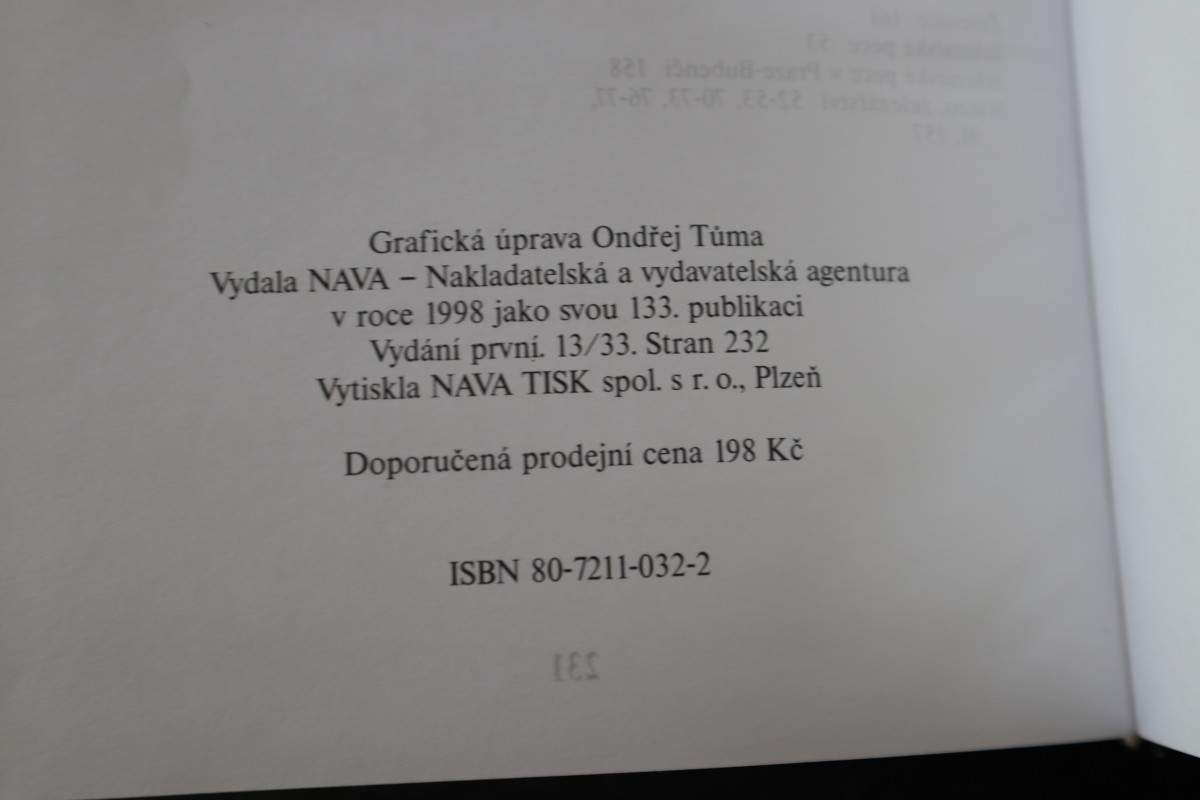 Grafická úprava Ondřej Tůma
Vydala NAVA – Nakladatelská a vydavatelská agentura
v roce 1998 jako svou 133. publikaci
Vydání první. 13/33. Stran 232
Vytiskla NAVA TISK spol. s r. o., Plzeň
Doporučená prodejní cena 198 Kč
ISBN 80-7211-032-2
231